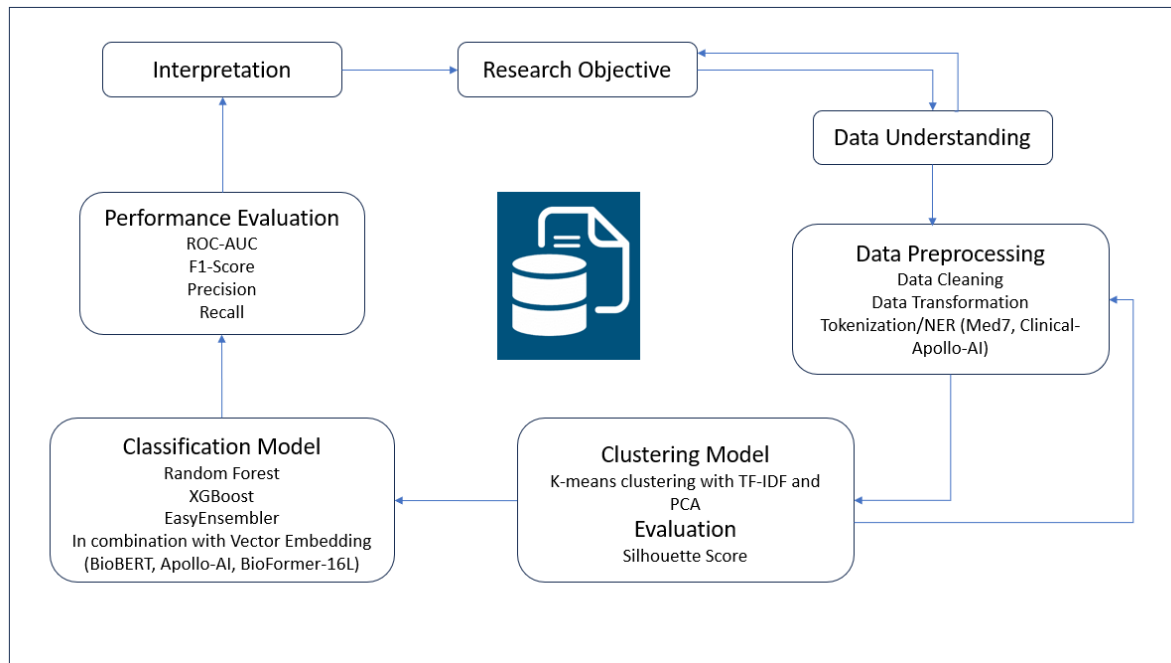 Interpretation
Research Objective
Data Understanding
Performance Evaluation
ROC-AUC
F1-Score
Precision
Recall
Data Preprocessing
Data Cleaning
Data Transformation
Tokenization/NER (Med7, Clinical-
Apollo-AI)
Classification Model
Random Forest
XGBoost
EasyEnsembler
In combination with Vector Embedding
(BioBERT, Apollo-AI, BioFormer-16L)
Clustering Model
K-means clustering with TF-IDF and
PCA
Evaluation
Silhouette Score